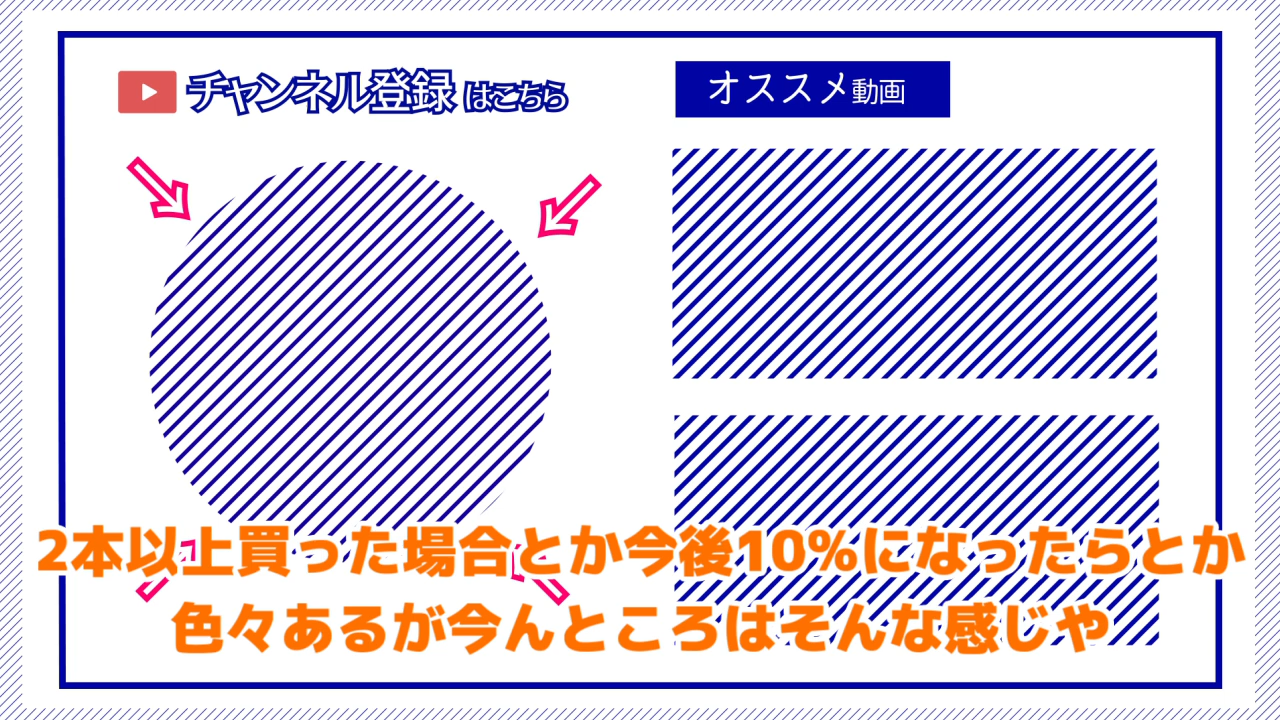 チャンネル登録 はこちら
オススメ動画
2本以上買った場合とか今後10%になったらとか
色々あるが今んところはそんな感じや